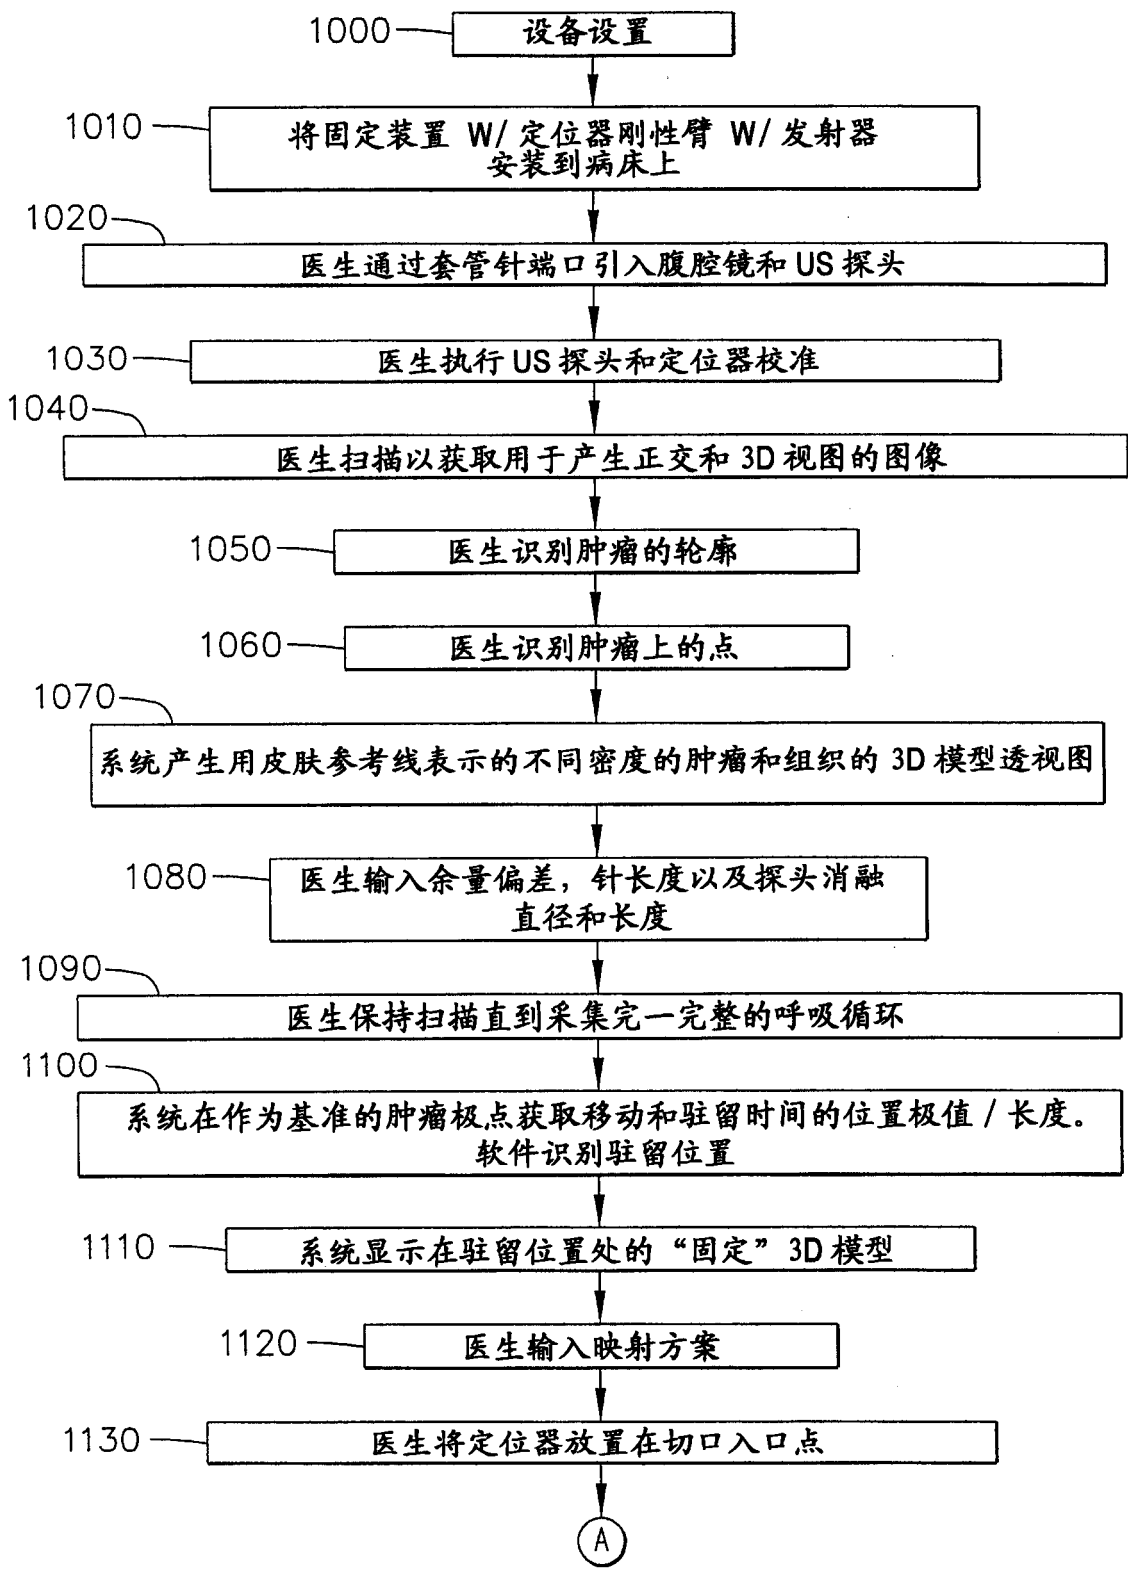 1000
设备设置
1010
将固定装置 W/ 定位器刚性臂 W/ 发射器
安装到病床上
1020
医生通过套管针端口引入腹腔镜和 US 探头
1030
医生执行 US 探头和定位器校准
1040
医生扫描以获取用于产生正交和 3D 视图的图像
1050
医生识别肿瘤的轮廓
1060
医生识别肿瘤上的点
1070
系统产生用皮肤参考线表示的不同密度的肿瘤和组织的 3D 模型透视图
1080
医生输入余量偏差，针长度以及探头消融
直径和长度
1090
医生保持扫描直到采集完一完整的呼吸循环
1100
系统在作为基准的肿瘤极点获取移动和驻留时间的位置极值 / 长度。
软件识别驻留位置
1110
系统显示在驻留位置处的“固定” 3D 模型
1120
医生输入映射方案
1130
医生将定位器放置在切口入口点
A